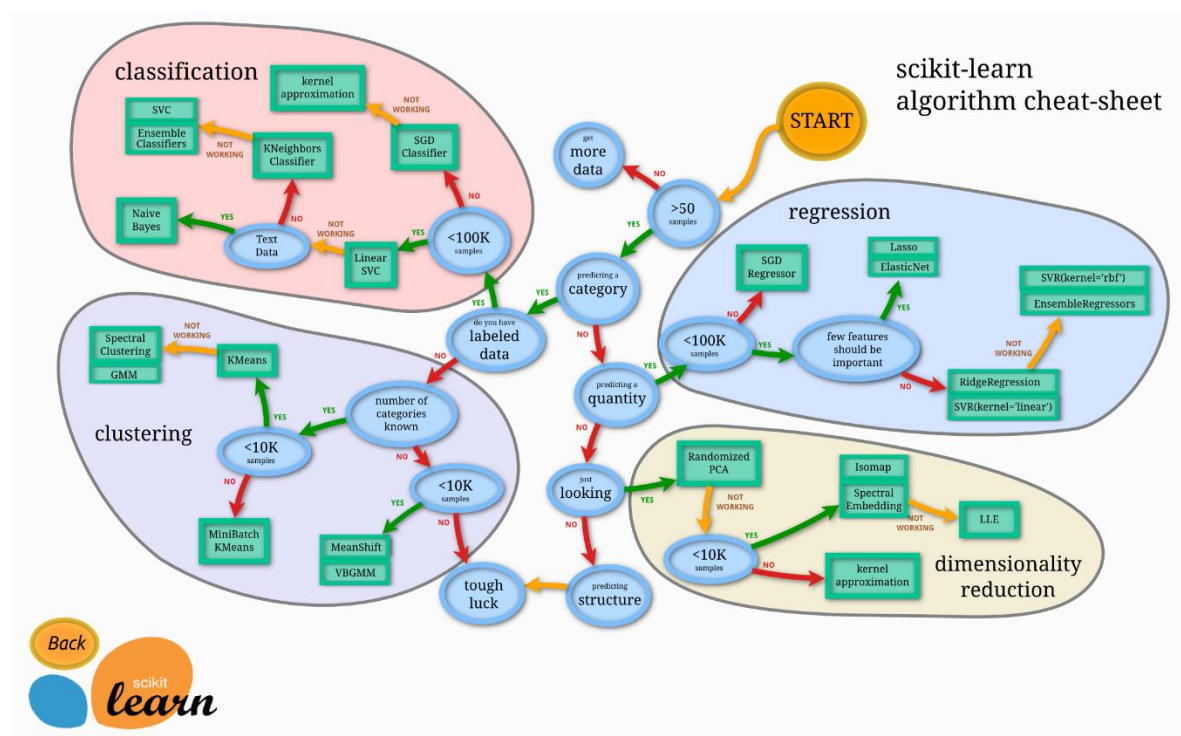 scikit-learn
algorithm cheat-sheet
START
classification
kernel
approximation
NOT
WORKING
SVC
Ensemble
Classifiers
NOT
WORKING
KNeighbors
Classifier
SGD
Classifier
NO
NO
Naive
Bayes
YES
Text
Data
NOT
WORKING
Linear
SVC
YES
<100K
samples
YES
get
more
data
NO
>50
samples
YES
predicting a
category
YES
NO
do you have
labeled
data
NO
predicting a
quantity
YES
NO
just
looking
YES
NO
predicting
structure
tough
luck
regression
SGD
Regressor
NO
<100K
samples
YES
Lasso
ElasticNet
YES
few features
should be
important
NO
SVR(kernel='rbf')
EnsembleRegressors
NOT
WORKING
RidgeRegression
SVR(kernel='linear')
clustering
Spectral
Clustering
GMM
NOT
WORKING
KMeans
YES
<10K
samples
NO
MiniBatch
KMeans
YES
number of
categories
known
NO
<10K
samples
YES
NO
MeanShift
VBGMM
dimensionality
reduction
Randomized
PCA
NOT
WORKING
<10K
samples
YES
NO
Isomap
Spectral
Embedding
NOT
WORKING
LLE
kernel
approximation
Back
scikit
learn